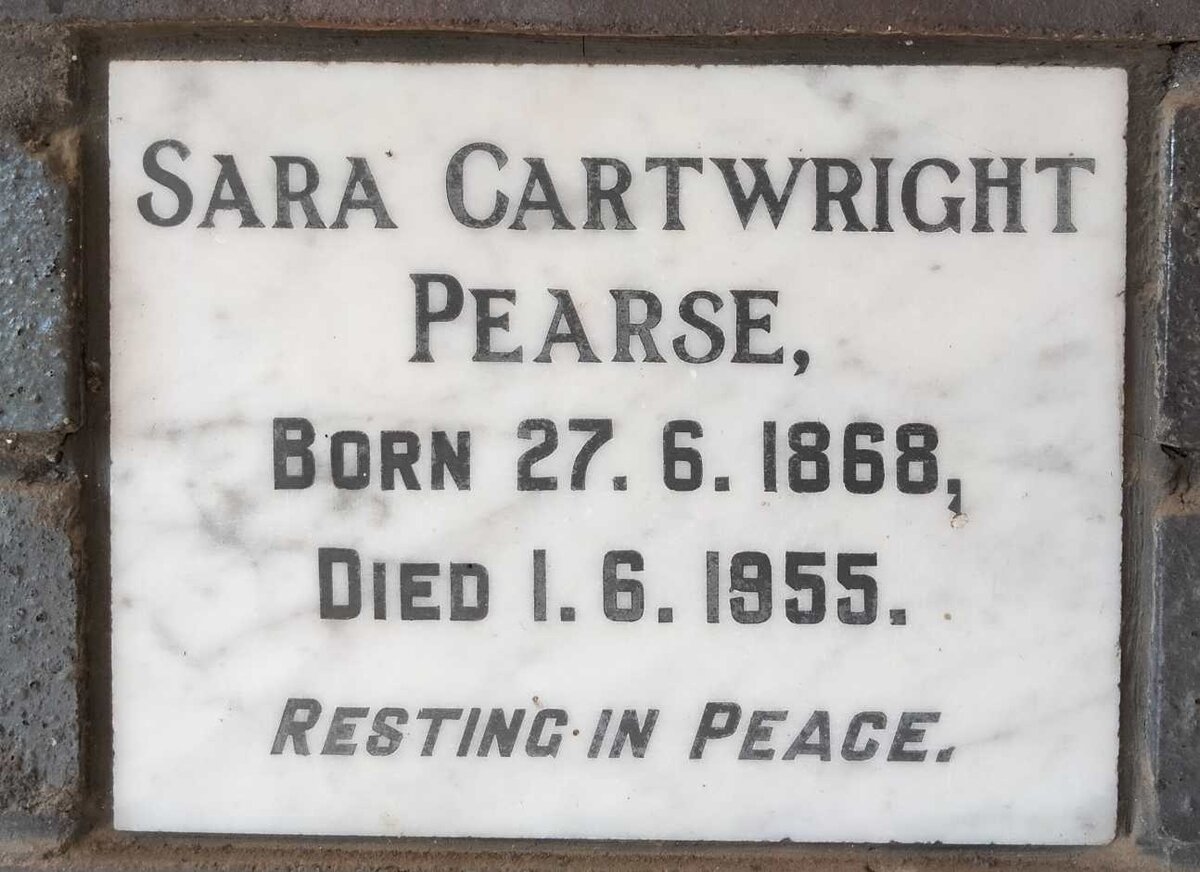 SARA CARTWRIGHT
PEARSE,
BORN 27. 6. 1868,
DIED 1. 6. 1955.
RESTING IN PEACE.